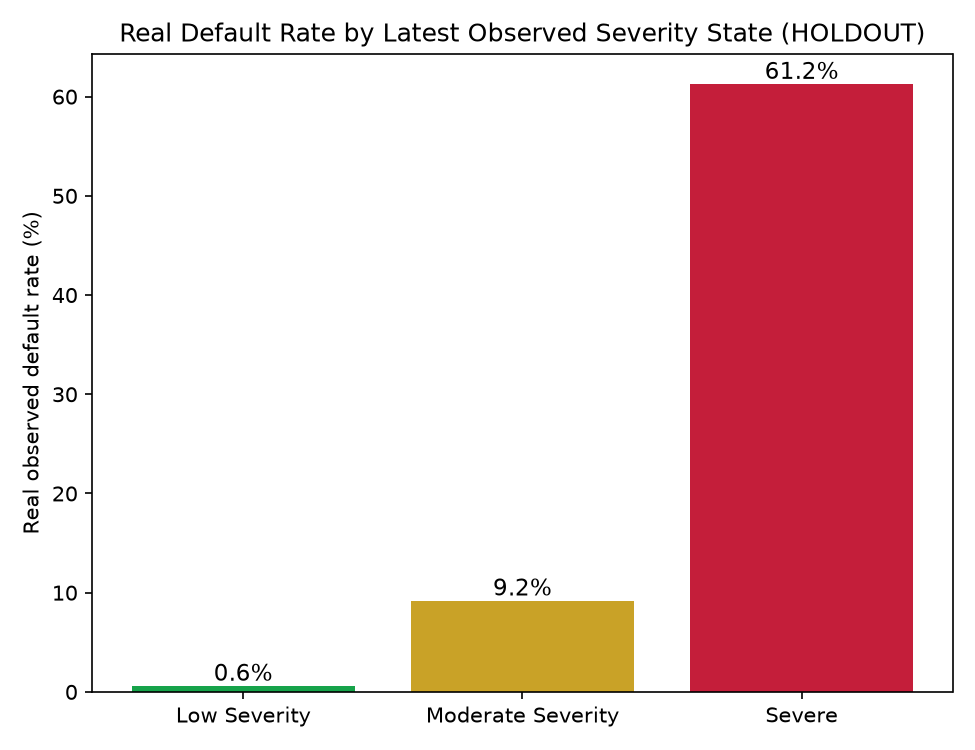 Real Default Rate by Latest Observed Severity State (HOLDOUT)
Real observed default rate (%)
60
50
40
30
20
10
0
0.6%
9.2%
61.2%
Low Severity
Moderate Severity
Severe